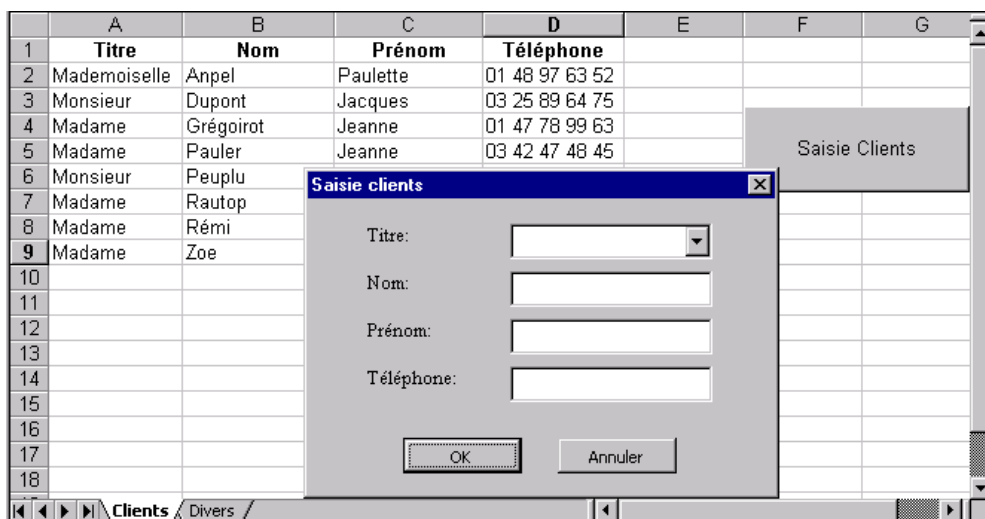 A B C D E F G
1 Titre Nom Prénom Téléphone
2 Mademoiselle Anpel Paulette 01 48 97 63 52
3 Monsieur Dupont Jacques 03 25 89 64 75
4 Madame Grégoirot Jeanne 01 47 78 99 63
5 Madame Pauler Jeanne 03 42 47 48 45
Saisie Clients
6 Monsieur Peuplu
7 Madame Rautop
8 Madame Rémi
9 Madame Zoe
10
11
12
13
14
15
16
17
18
Saisie clients
Titre:
Nom:
Prénom:
Téléphone:
OK Annuler
Clients Divers